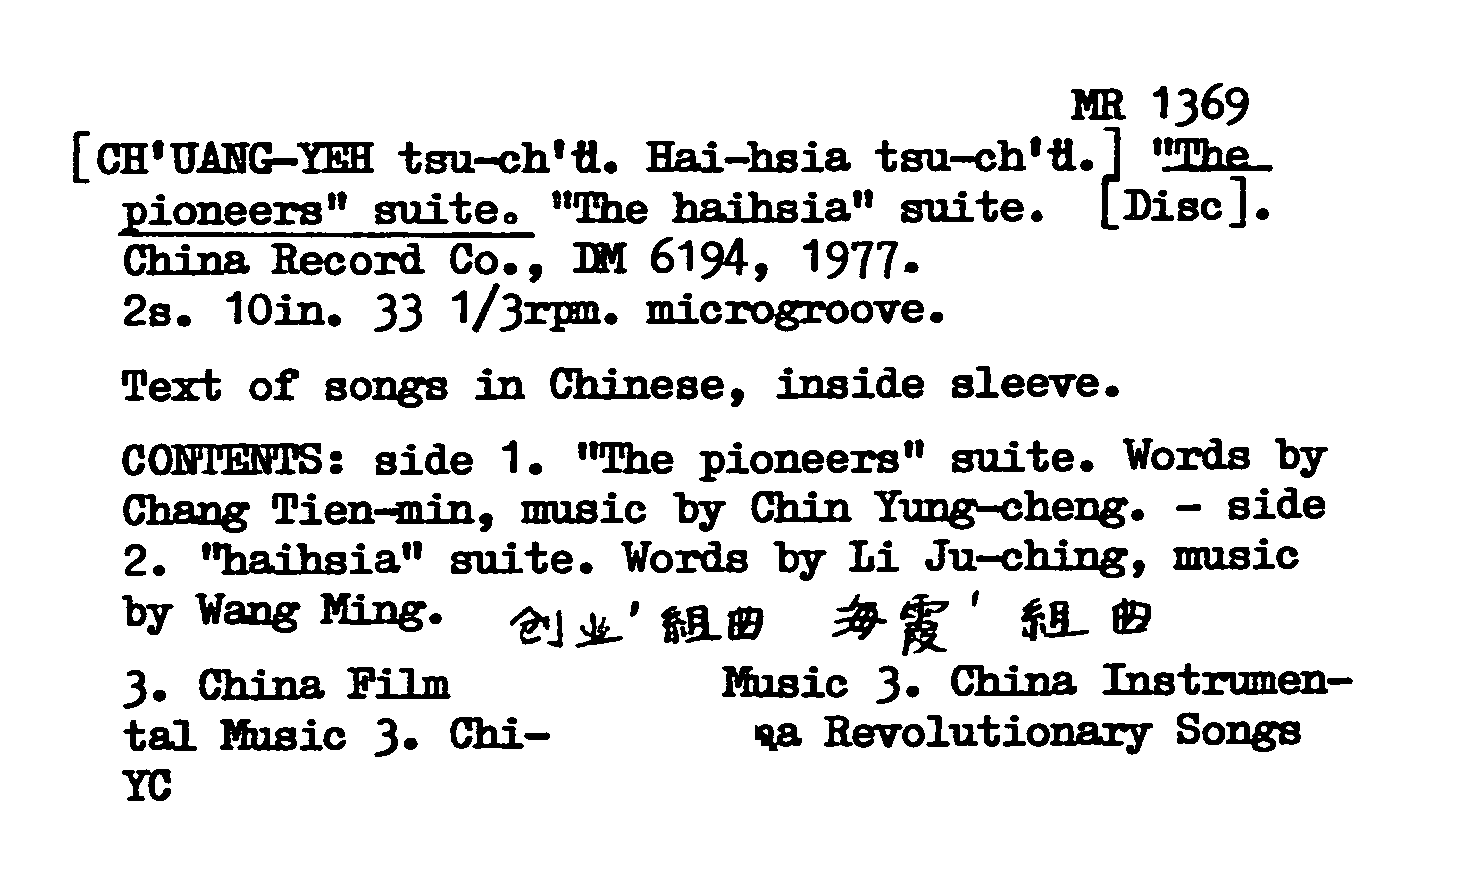 MR 1369
[CH'UANG-YEH tsu-ch'ü. Hai-hsia tsu-ch'ü.] "The
pioneers" suite. "The haihsia" suite. [Disc].
China Record Co., DM 6194, 1977.
2s. 10in. 33 1/3rpm. microgroove.
Text of songs in Chinese, inside sleeve.
CONTENTS: side 1. "The pioneers" suite. Words by
Chang Tien-min, music by Chin Yung-cheng. - side
2. "haihsia" suite. Words by Li Ju-ching, music
by Wang Ming. 创业'組曲 海霞'組曲
3. China Film Music 3. China Instrumen-
tal Music 3. Chi- na Revolutionary Songs
YC